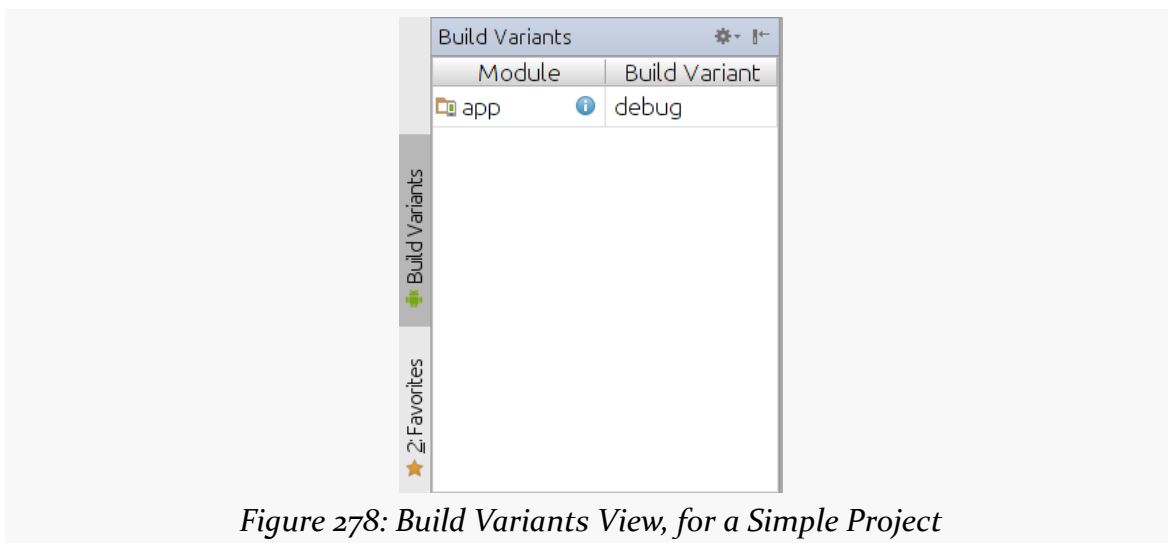 Build Variants
Module Build Variant
app debug
Build Variants
2: Favorites
Figure 278: Build Variants View, for a Simple Project